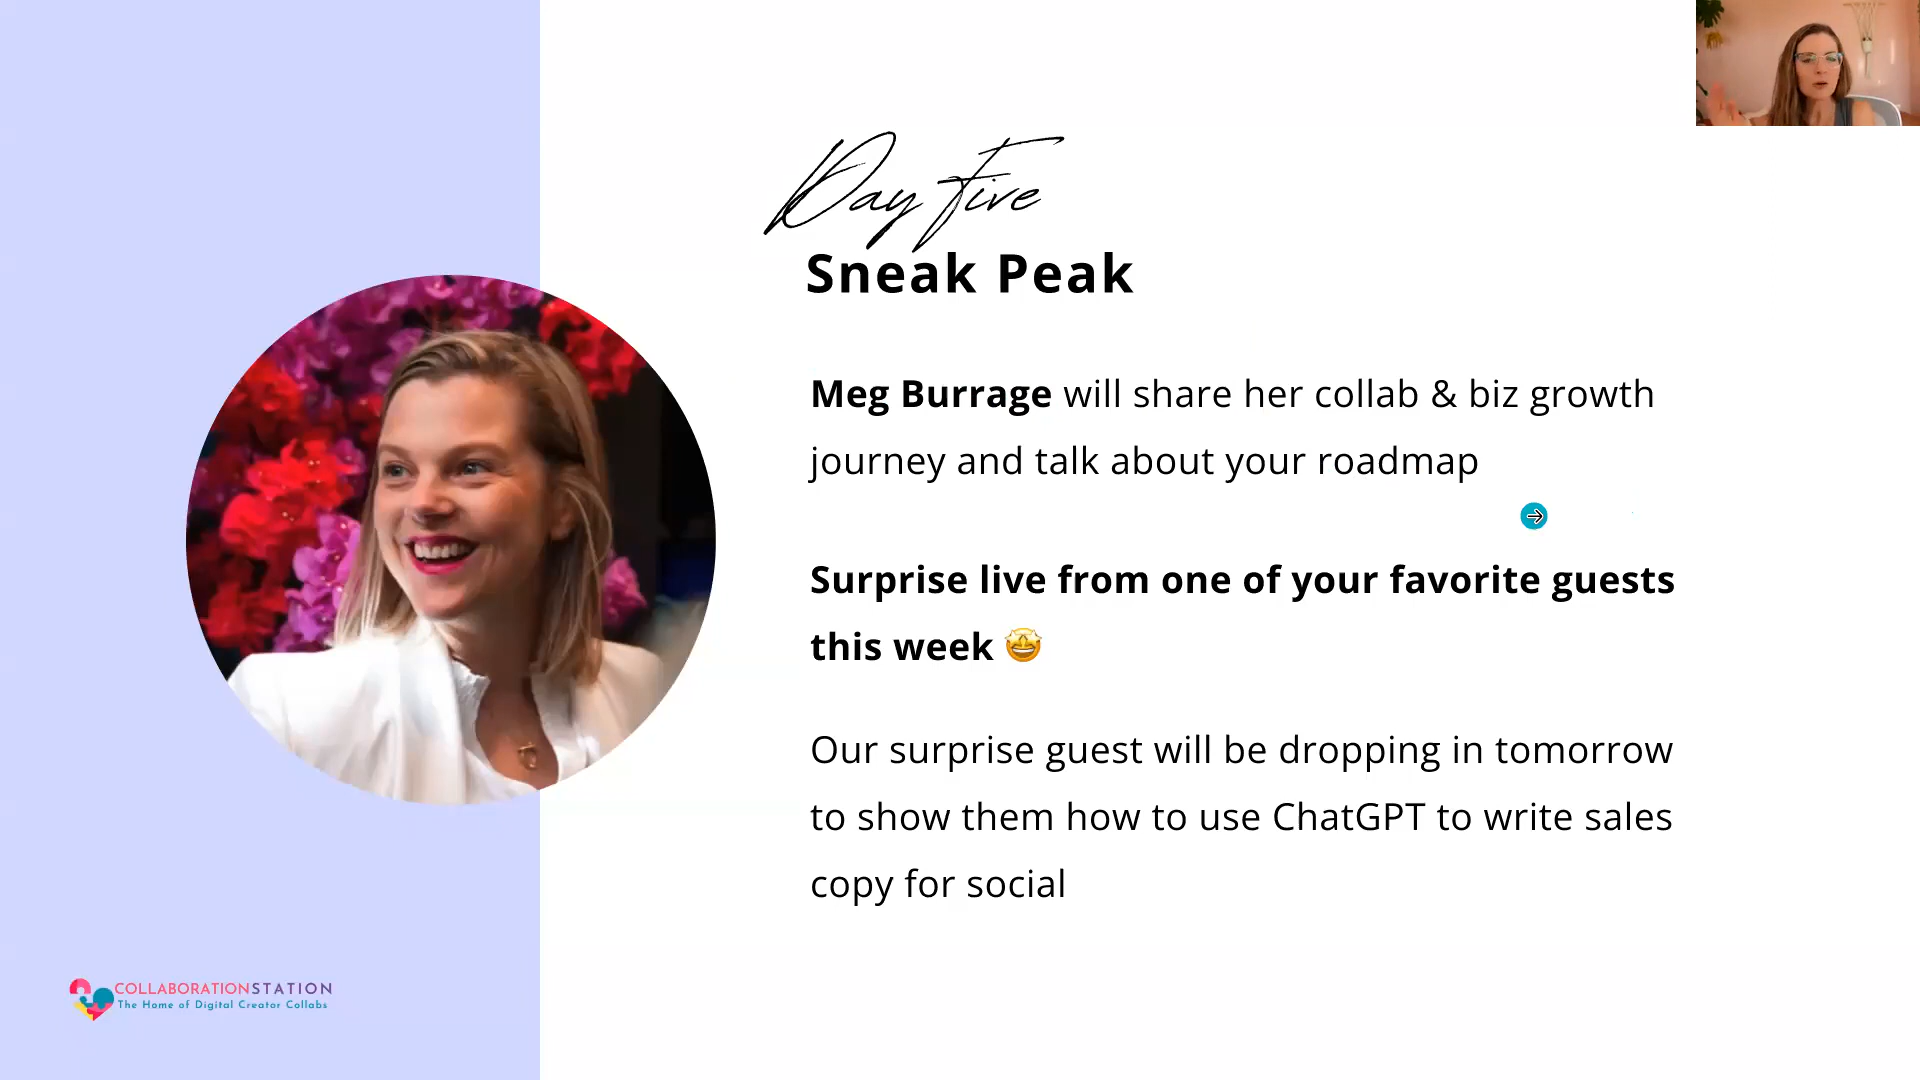 Day Five
Sneak Peak
Meg Burrage will share her collab & biz growth
journey and talk about your roadmap
Surprise live from one of your favorite guests
this week 🤩
Our surprise guest will be dropping in tomorrow
to show them how to use ChatGPT to write sales
copy for social
COLLABORATIONSTATION
The Home of Digital Creator Collabs